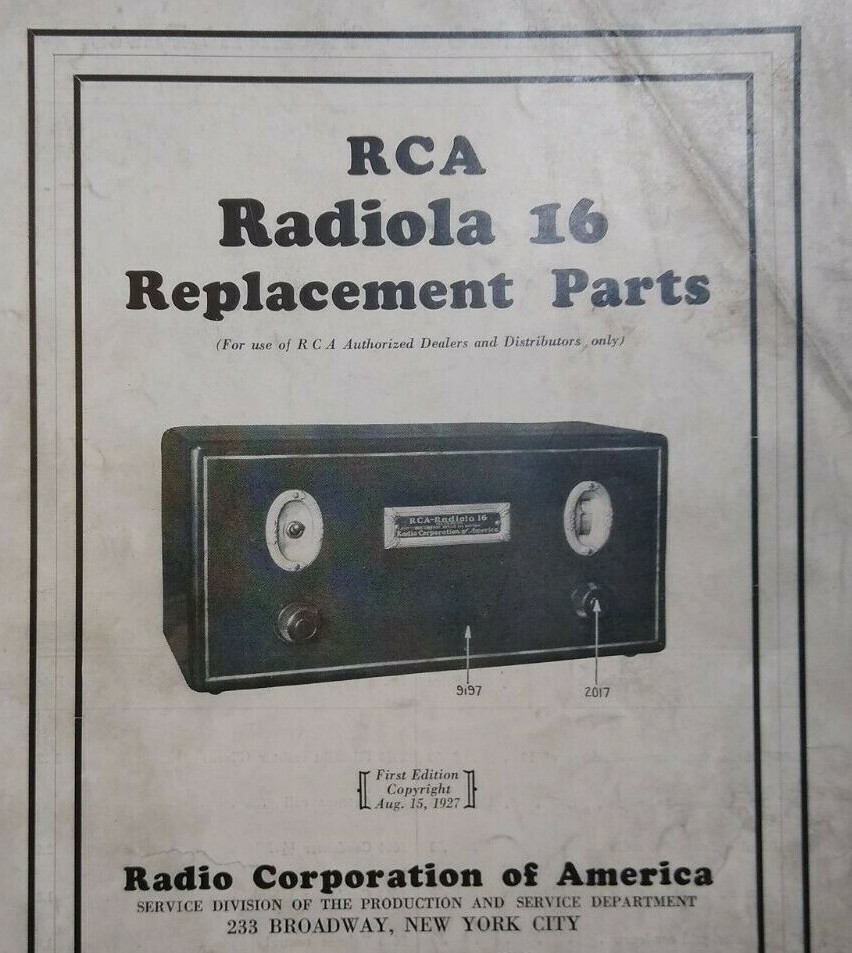 RCA
Radiola 16
Replacement Parts
(For use of R C A Authorized Dealers and Distributors only)
RCA-Radiola 16
Radio Corporation of America
9197
2017
First Edition
Copyright
Aug. 15, 1927
Radio Corporation of America
SERVICE DIVISION OF THE PRODUCTION AND SERVICE DEPARTMENT
233 BROADWAY, NEW YORK CITY